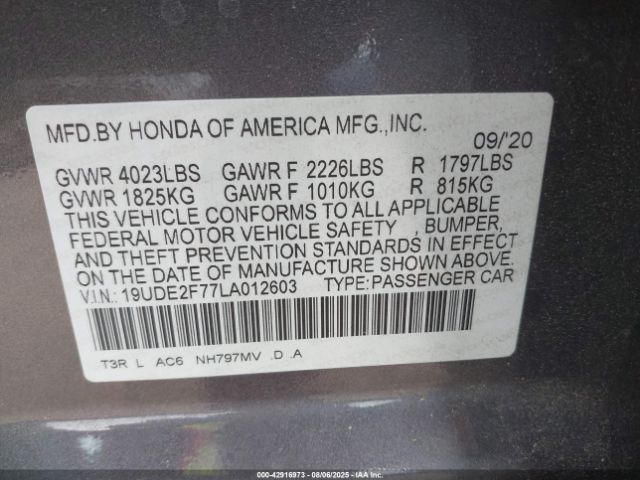 MFD.BY HONDA OF AMERICA MFG.,INC.
09/'20
GVWR 4023LBS GAWR F 2226LBS R 1797LBS
GVWR 1825KG GAWR F 1010KG R 815KG
THIS VEHICLE CONFORMS TO ALL APPLICABLE
FEDERAL MOTOR VEHICLE SAFETY , BUMPER,
AND THEFT PREVENTION STANDARDS IN EFFECT
ON THE DATE OF MANUFACTURE SHOWN ABOVE.
V.I.N.: 19UDE2F77LA012603 TYPE:PASSENGER CAR
T3R L AC6 NH797MV .D .A
000-42916973 - 08/06/2025 - IAAI.COM